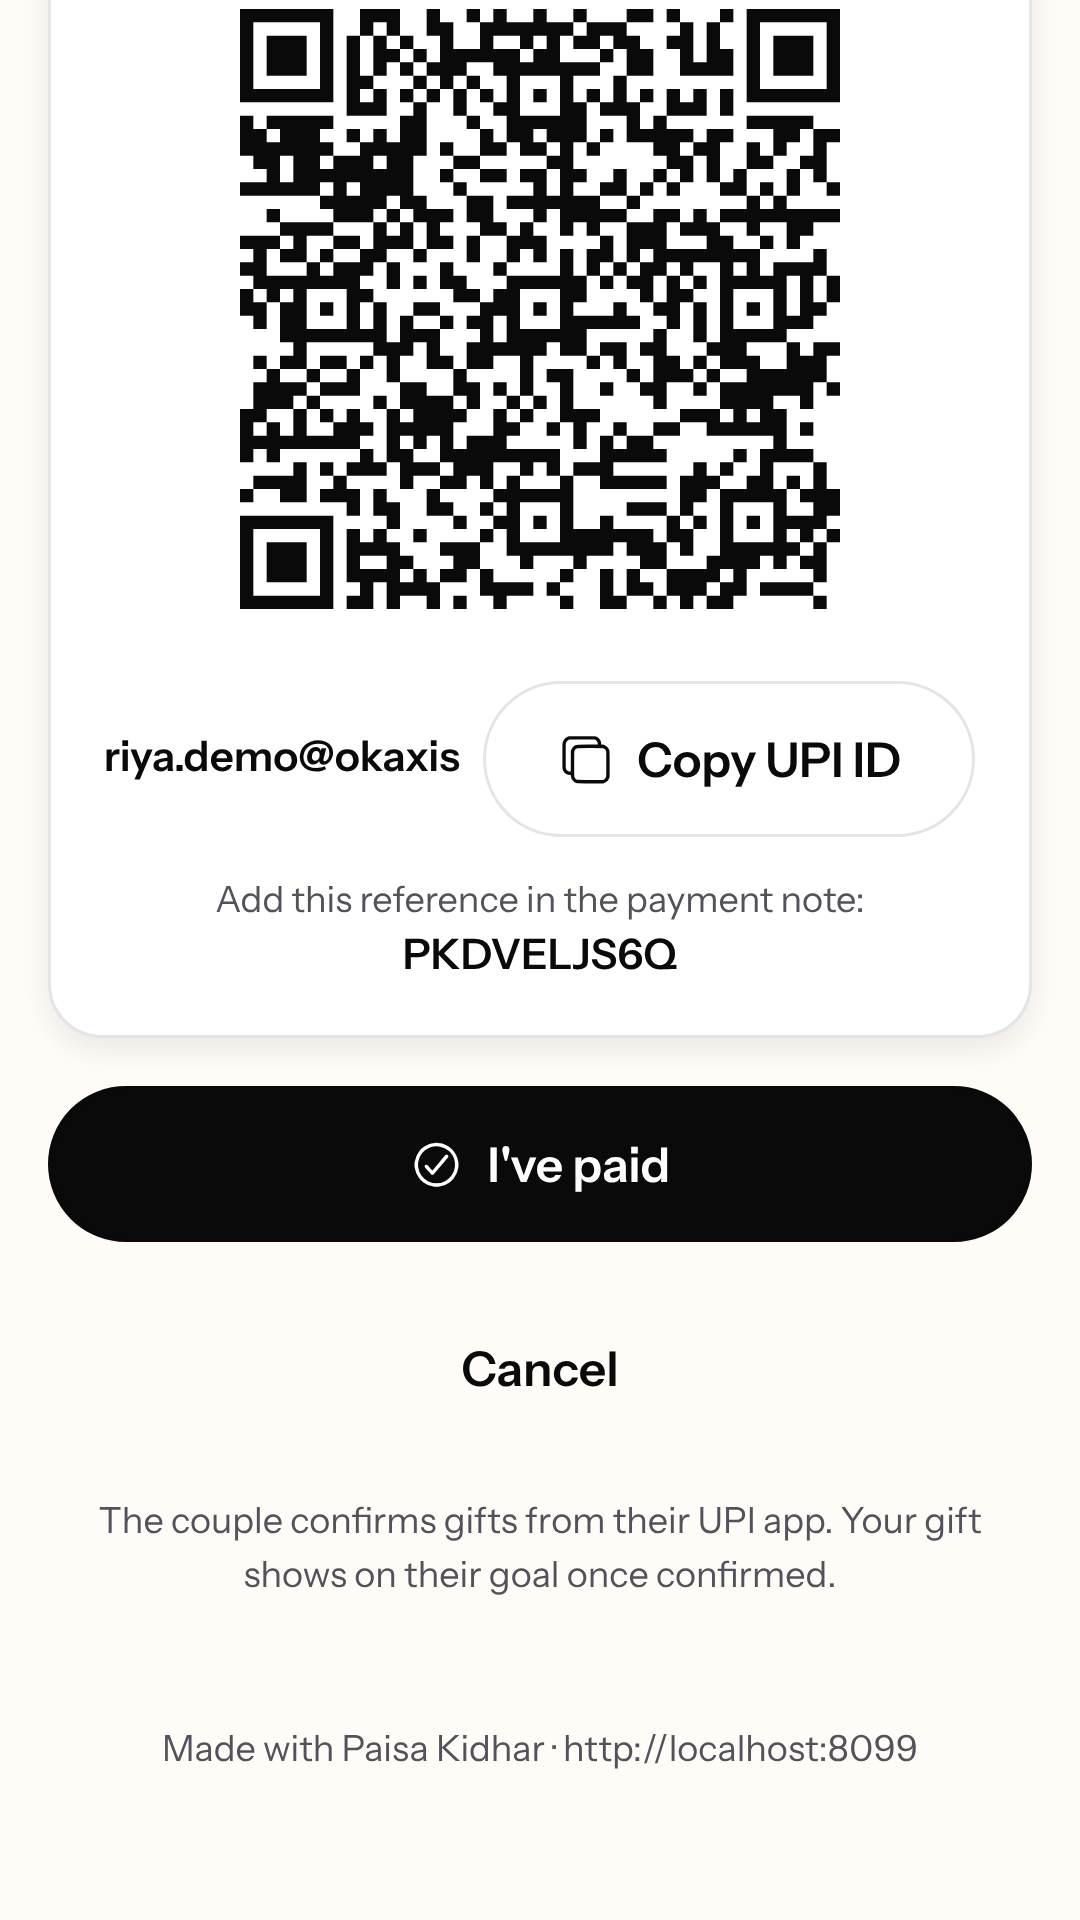 riya.demo@okaxis
Copy UPI ID
Add this reference in the payment note:
PKDVELJS6Q
I've paid
Cancel
The couple confirms gifts from their UPI app. Your gift
shows on their goal once confirmed.
Made with Paisa Kidhar · http://localhost:8099